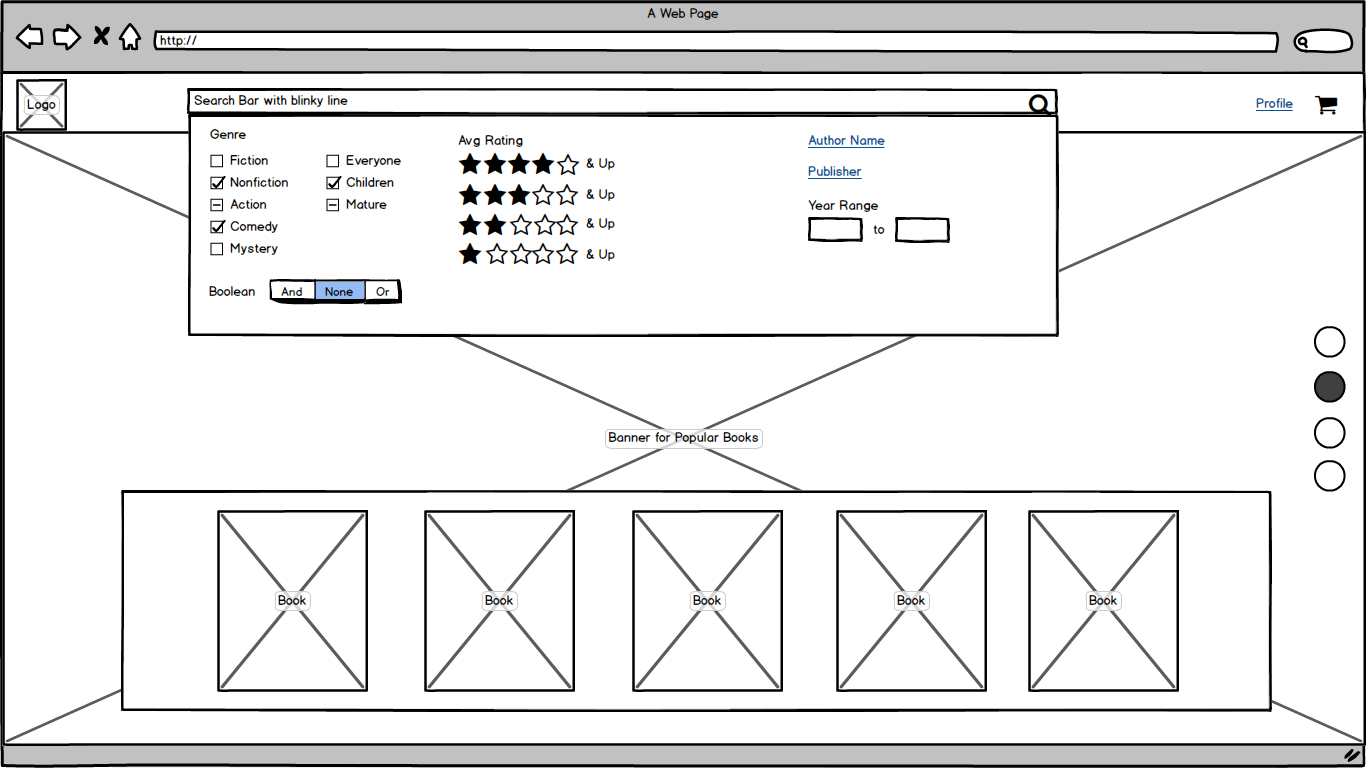 A Web Page
http://
Logo
Search Bar with blinky line
Profile
Genre
Fiction
Nonfiction
Action
Comedy
Mystery
Everyone
Children
Mature
Boolean
And None Or
Avg Rating
& Up
& Up
& Up
& Up
Author Name
Publisher
Year Range
to
Banner for Popular Books
Book
Book
Book
Book
Book